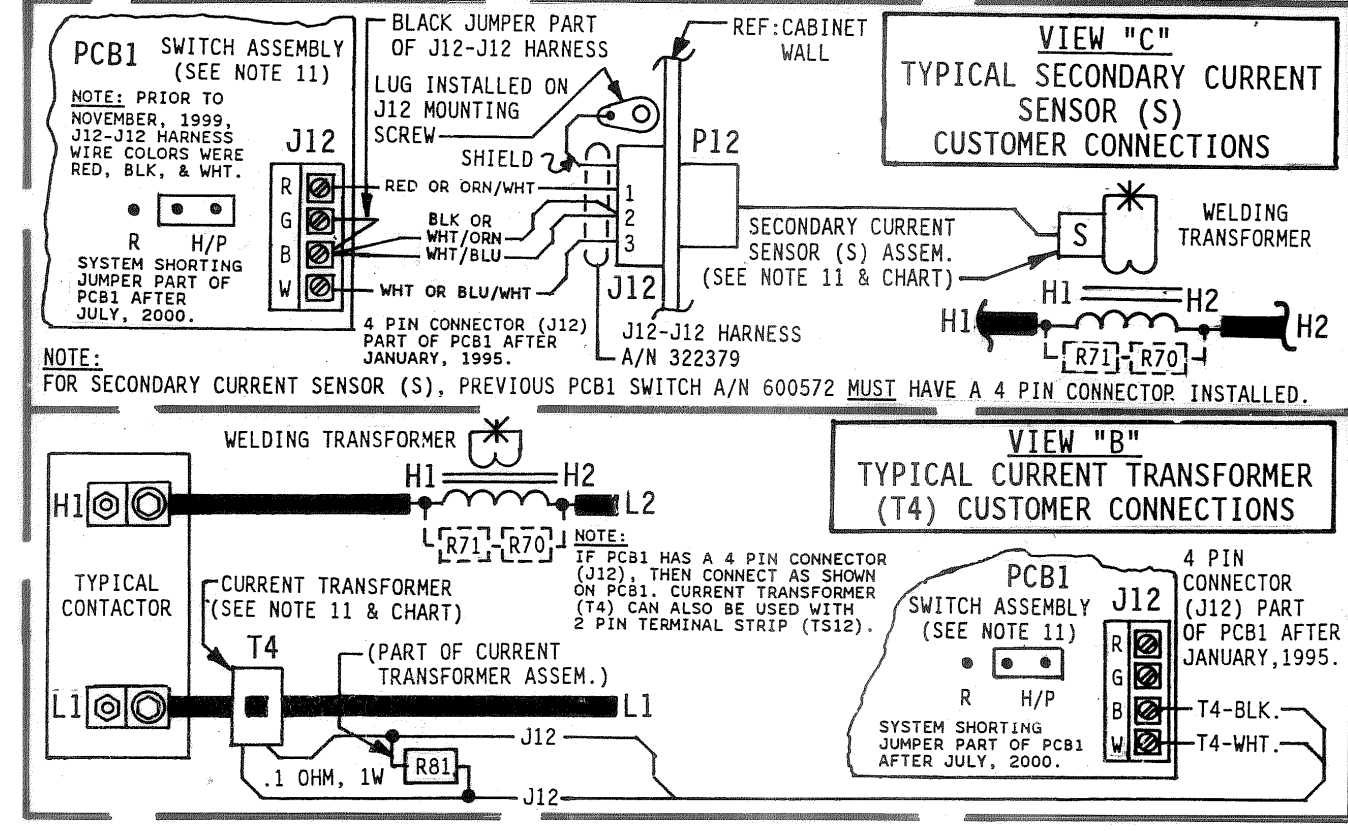 PCB1
SWITCH ASSEMBLY
(SEE NOTE 11)
NOTE: PRIOR TO
NOVEMBER, 1999,
J12-J12 HARNESS
WIRE COLORS WERE
RED, BLK, & WHT.
R
H/P
SYSTEM SHORTING
JUMPER PART OF
PCB1 AFTER
JULY, 2000.
J12
R
G
B
W
BLACK JUMPER PART
OF J12-J12 HARNESS
LUG INSTALLED ON
J12 MOUNTING
SCREW
SHIELD
RED OR ORN/WHT
BLK OR
WHT/ORN
WHT/BLU
WHT OR BLU/WHT
4 PIN CONNECTOR (J12)
PART OF PCB1 AFTER
JANUARY, 1995.
1
2
3
J12
P12
REF:CABINET
WALL
J12-J12 HARNESS
A/N 322379
VIEW "C"
TYPICAL SECONDARY CURRENT
SENSOR (S)
CUSTOMER CONNECTIONS
SECONDARY CURRENT
SENSOR (S) ASSEM.
(SEE NOTE 11 & CHART)
S
WELDING
TRANSFORMER
H1
H2
H1
H2
R71
R70
NOTE:
FOR SECONDARY CURRENT SENSOR (S), PREVIOUS PCB1 SWITCH A/N 600572 MUST HAVE A 4 PIN CONNECTOR INSTALLED.
WELDING TRANSFORMER
H1
H2
H1
L2
R71
R70
TYPICAL
CONTACTOR
CURRENT TRANSFORMER
(SEE NOTE 11 & CHART)
T4
(PART OF CURRENT
TRANSFORMER ASSEM.)
L1
L1
J12
.1 OHM, 1W
R81
J12
NOTE:
IF PCB1 HAS A 4 PIN CONNECTOR
(J12), THEN CONNECT AS SHOWN
ON PCB1. CURRENT TRANSFORMER
(T4) CAN ALSO BE USED WITH
2 PIN TERMINAL STRIP (TS12).
VIEW "B"
TYPICAL CURRENT TRANSFORMER
(T4) CUSTOMER CONNECTIONS
PCB1
SWITCH ASSEMBLY
(SEE NOTE 11)
R
H/P
SYSTEM SHORTING
JUMPER PART OF PCB1
AFTER JULY, 2000.
J12
R
G
B
W
4 PIN
CONNECTOR
(J12) PART
OF PCB1 AFTER
JANUARY,1995.
T4-BLK.
T4-WHT.